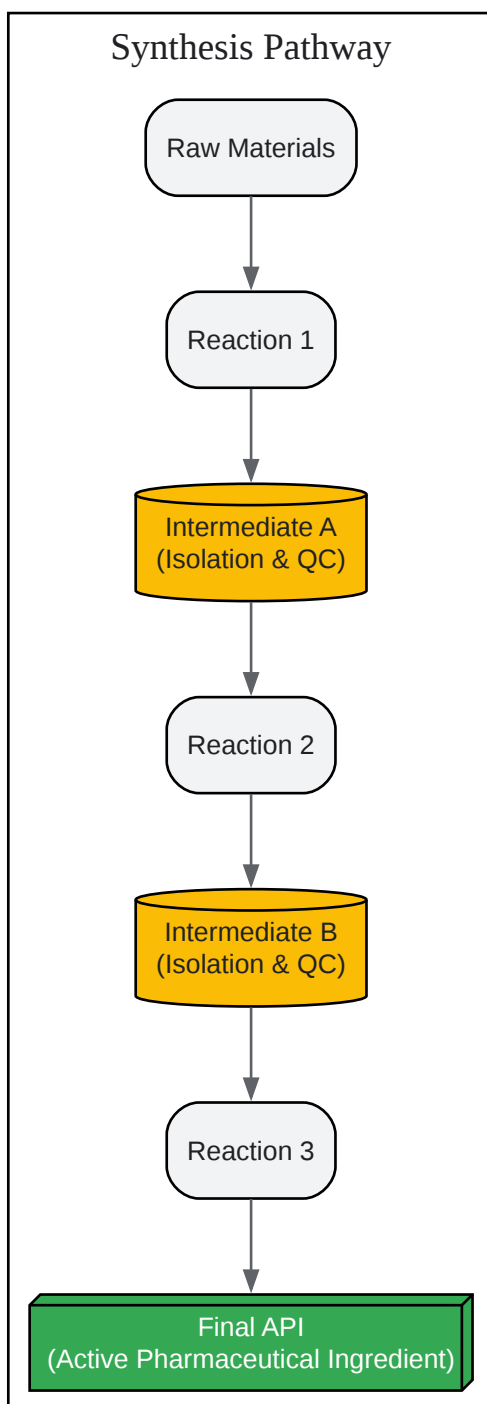 Synthesis Pathway
Raw Materials
Reaction 1
Intermediate A
(Isolation & QC)
Reaction 2
Intermediate B
(Isolation & QC)
Reaction 3
Final API
(Active Pharmaceutical Ingredient)